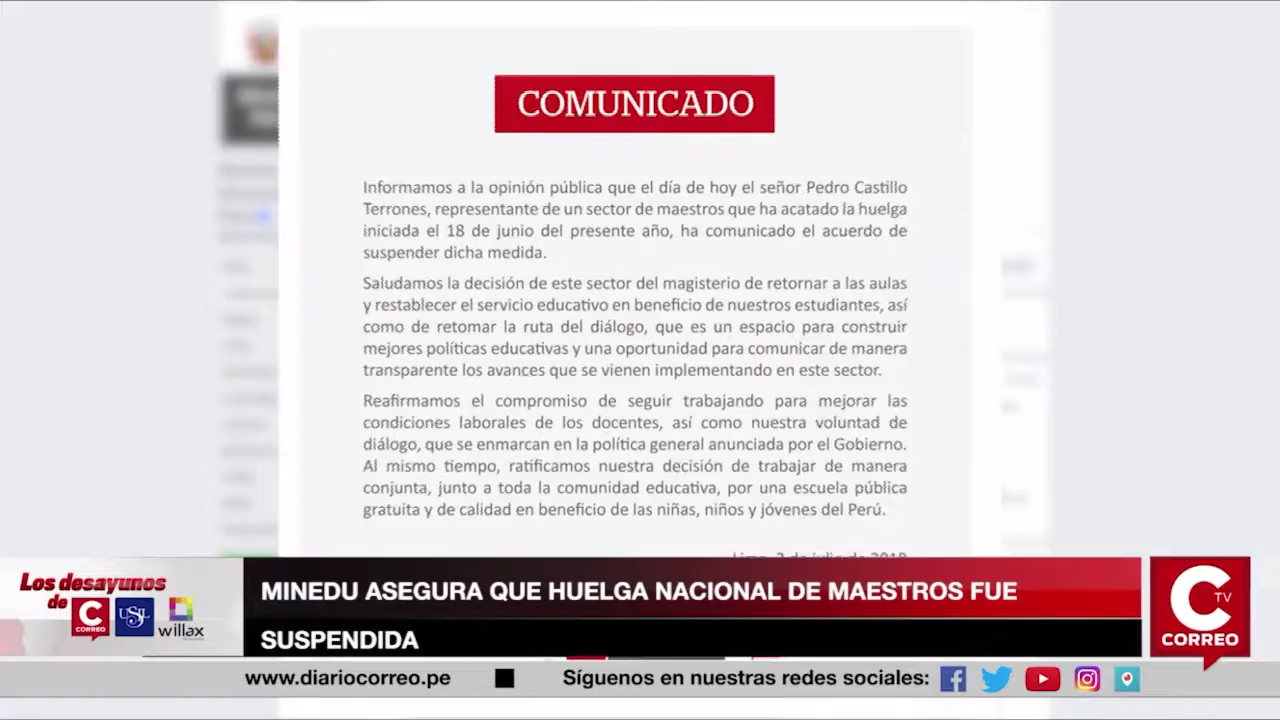 COMUNICADO
Informamos a la opinión pública que el día de hoy el señor Pedro Castillo
Terrones, representante de un sector de maestros que ha acatado la huelga
iniciada el 18 de junio del presente año, ha comunicado el acuerdo de
suspender dicha medida.
Saludamos la decisión de este sector del magisterio de retornar a las aulas
y restablecer el servicio educativo en beneficio de nuestros estudiantes, así
como de retomar la ruta del diálogo, que es un espacio para construir
mejores políticas educativas y una oportunidad para comunicar de manera
transparente los avances que se vienen implementando en este sector.
Reafirmamos el compromiso de seguir trabajando para mejorar las
condiciones laborales de los docentes, así como nuestra voluntad de
diálogo, que se enmarcan en la política general anunciada por el Gobierno.
Al mismo tiempo, ratificamos nuestra decisión de trabajar de manera
conjunta, junto a toda la comunidad educativa, por una escuela pública
gratuita y de calidad en beneficio de las niñas, niños y jóvenes del Perú.
Los desayunos
de C
CORREO
USIL
willax
MINEDU ASEGURA QUE HUELGA NACIONAL DE MAESTROS FUE
SUSPENDIDA
C TV
CORREO
www.diariocorreo.pe
Síguenos en nuestras redes sociales: